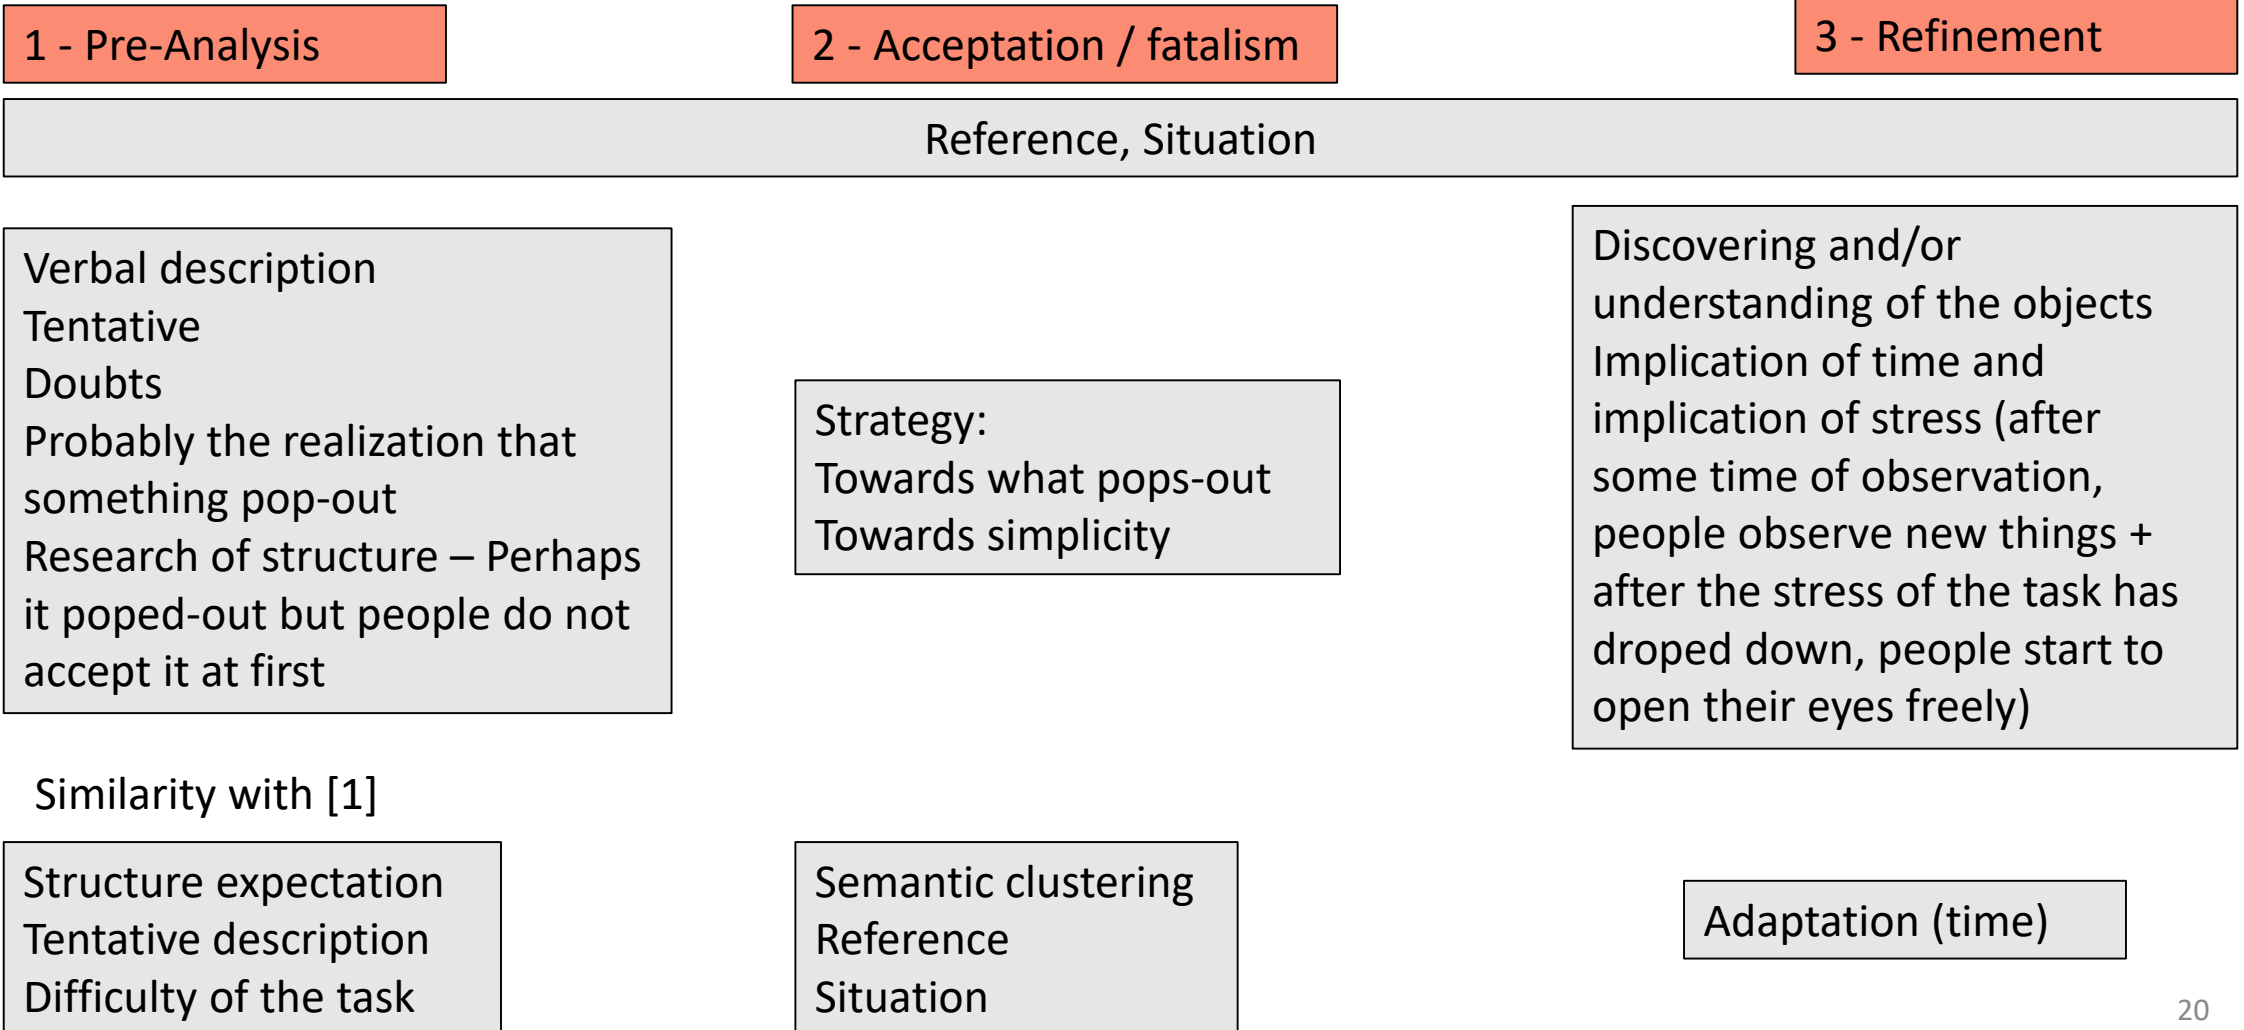 1 - Pre-Analysis
2 - Acceptation / fatalism
3 - Refinement
Reference, Situation
Verbal description
Tentative
Doubts
Probably the realization that
something pop-out
Research of structure – Perhaps
it poped-out but people do not
accept it at first
Strategy:
Towards what pops-out
Towards simplicity
Discovering and/or
understanding of the objects
Implication of time and
implication of stress (after
some time of observation,
people observe new things +
after the stress of the task has
droped down, people start to
open their eyes freely)
Similarity with [1]
Structure expectation
Tentative description
Difficulty of the task
Semantic clustering
Reference
Situation
Adaptation (time)
20